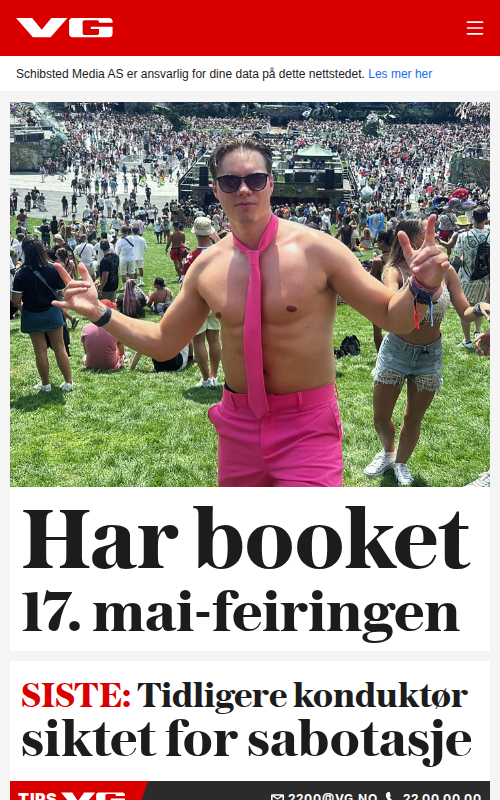 VG
Schibsted Media AS er ansvarlig for dine data på dette nettstedet. Les mer her
Har booket
17. mai-feiringen
SISTE: Tidligere konduktør
siktet for sabotasje
TIPS VG 2200@VG.NO 22 00 00 00